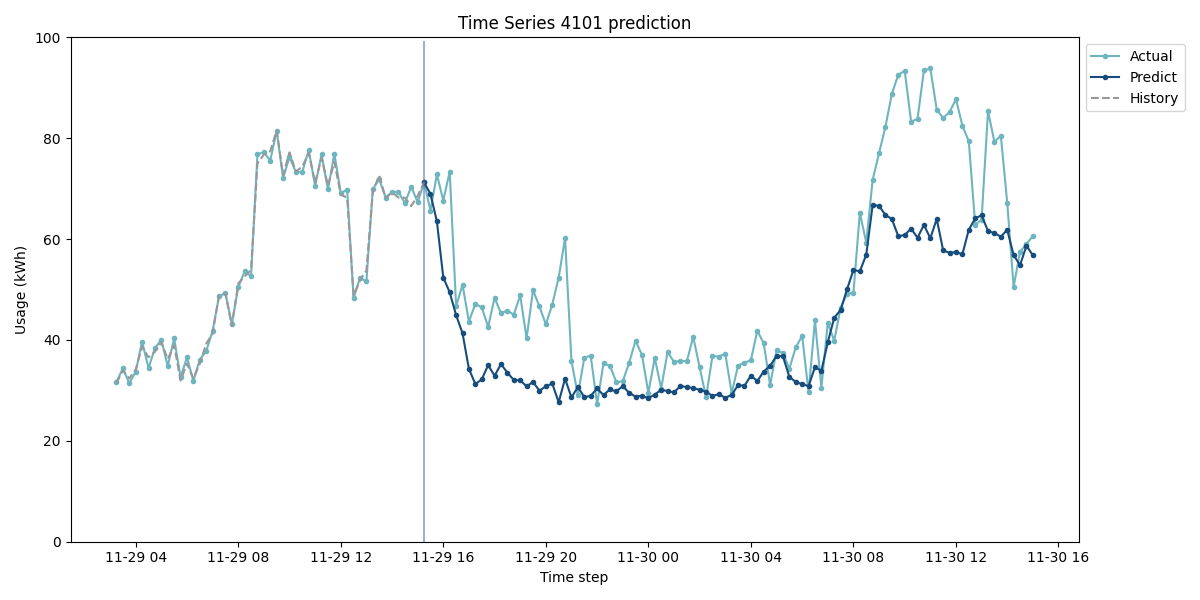 Time Series 4101 prediction
100
80
60
40
20
0
Usage (kWh)
11-29 04
11-29 08
11-29 12
11-29 16
11-29 20
11-30 00
11-30 04
11-30 08
11-30 12
11-30 16
Time step
Actual
Predict
History